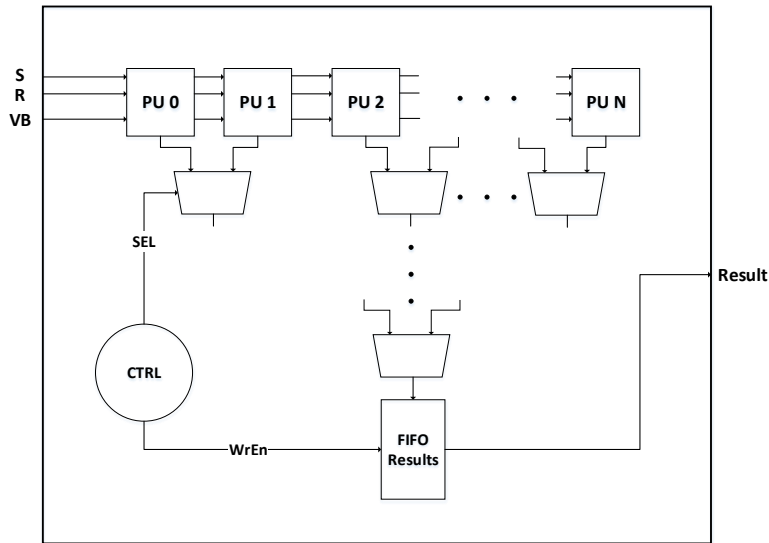 S
R
VB
PU 0
PU 1
PU 2
PU N
SEL
CTRL
WrEn
FIFO
Results
Result